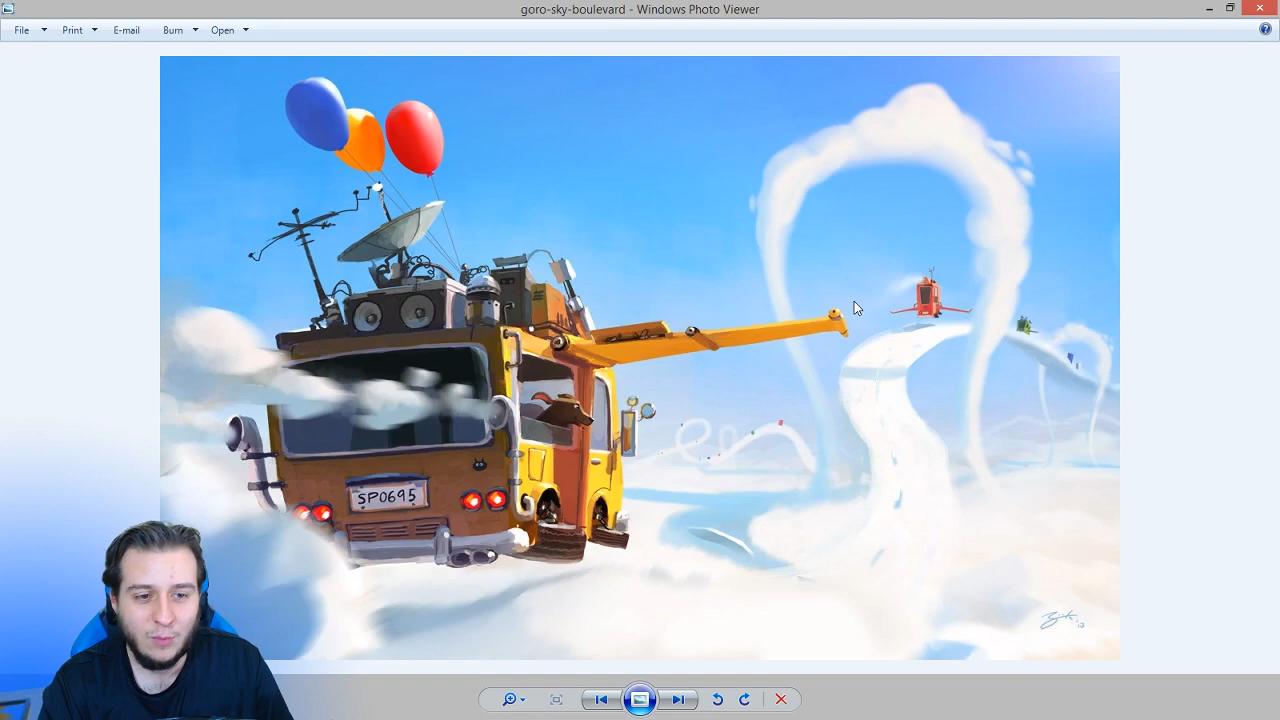 goro-sky-boulevard - Windows Photo Viewer
File Print E-mail Burn Open
SP0695